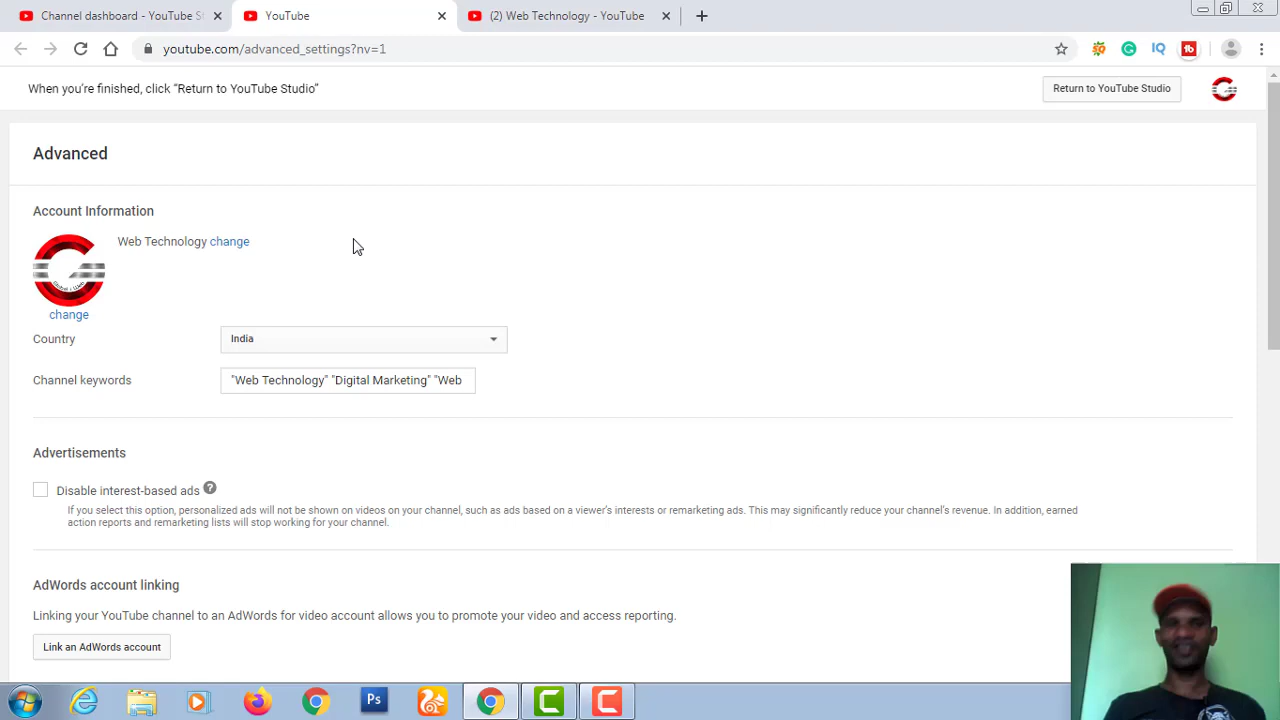 Channel dashboard - YouTube S
YouTube
(2) Web Technology - YouTube
youtube.com/advanced_settings?nv=1
When you're finished, click “Return to YouTube Studio”
Return to YouTube Studio
Advanced
Account Information
Web Technology change
change
Country
India
Channel keywords
"Web Technology" "Digital Marketing" "Web
Advertisements
Disable interest-based ads
If you select this option, personalized ads will not be shown on videos on your channel, such as ads based on a viewer's interests or remarketing ads. This may significantly reduce your channel's revenue. In addition, earned
action reports and remarketing lists will stop working for your channel.
AdWords account linking
Linking your YouTube channel to an AdWords for video account allows you to promote your video and access reporting.
Link an AdWords account
Ps